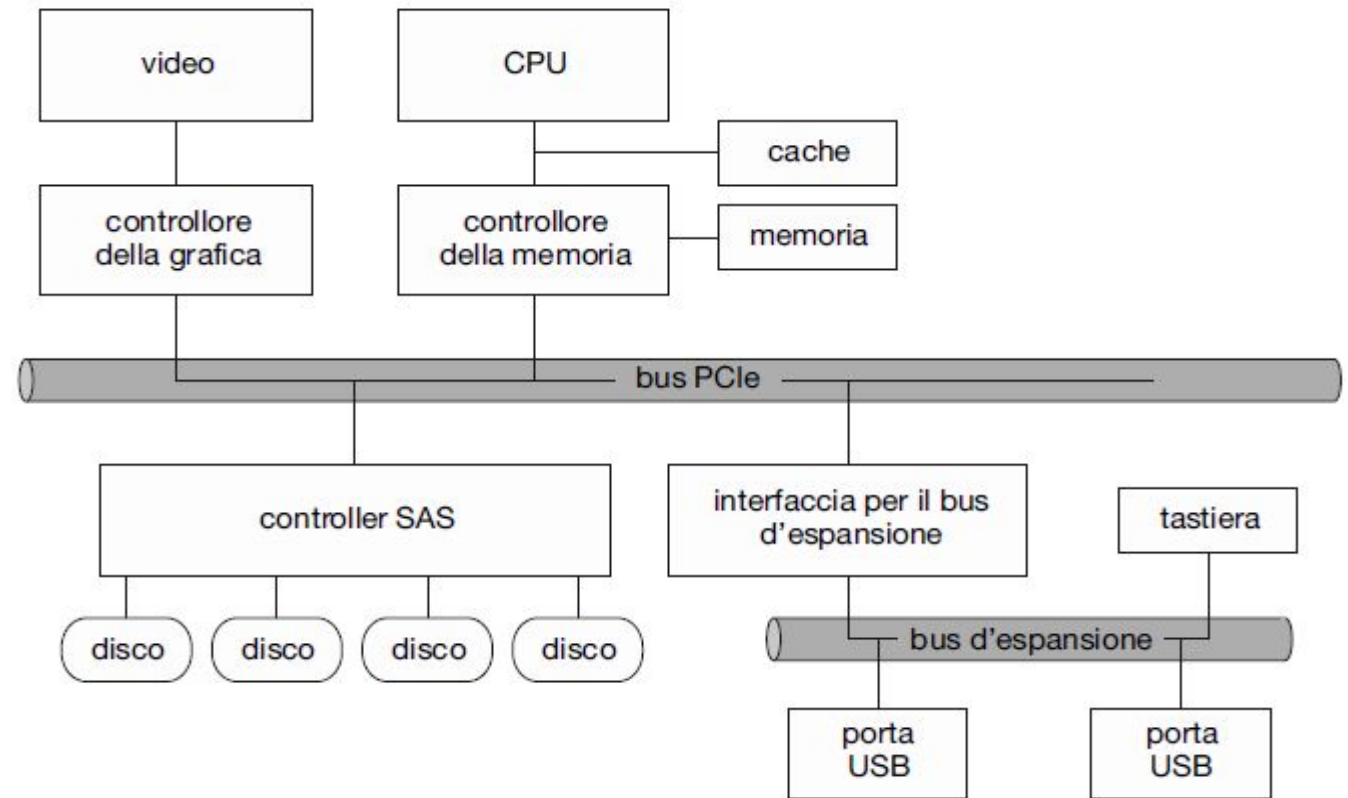 video
CPU
cache
controllore
della grafica
controllore
della memoria
memoria
bus PCIe
controller SAS
interfaccia per il bus
d'espansione
tastiera
disco
disco
disco
disco
bus d'espansione
porta
USB
porta
USB